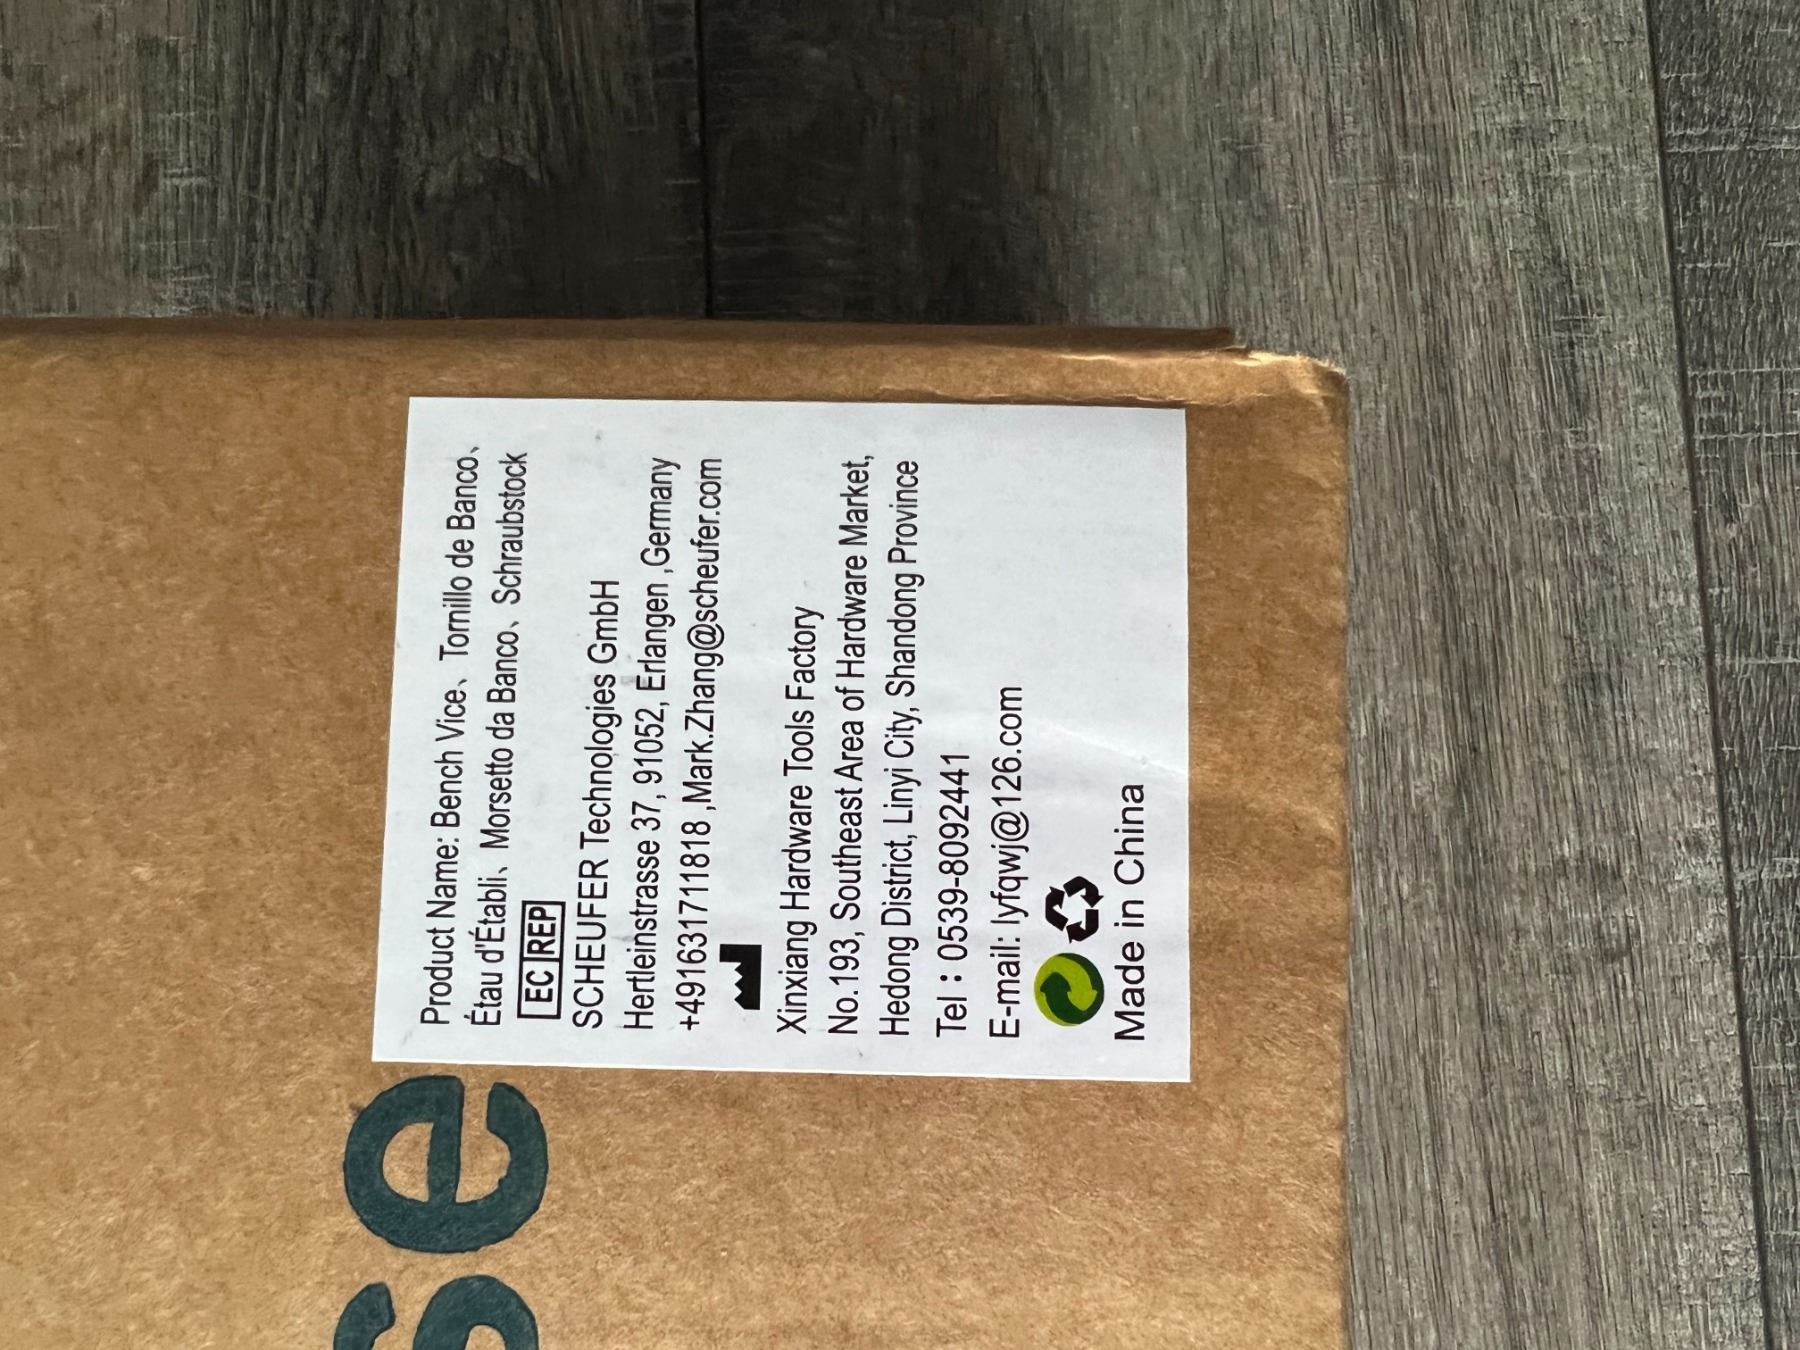 Product Name: Bench Vice、Tornillo de Banco、
Étau d'Établi、Morsetto da Banco、Schraubstock
EC REP
SCHEUFER Technologies GmbH
Hertleinstrasse 37, 91052, Erlangen ,Germany
+4916317711818 ,Mark.Zhang@scheufer.com
Xinxiang Hardware Tools Factory
No.193, Southeast Area of Hardware Market,
Hedong District, Linyi City, Shandong Province
Tel : 0539-8092441
E-mail: lyfqwj@126.com
Made in China
se